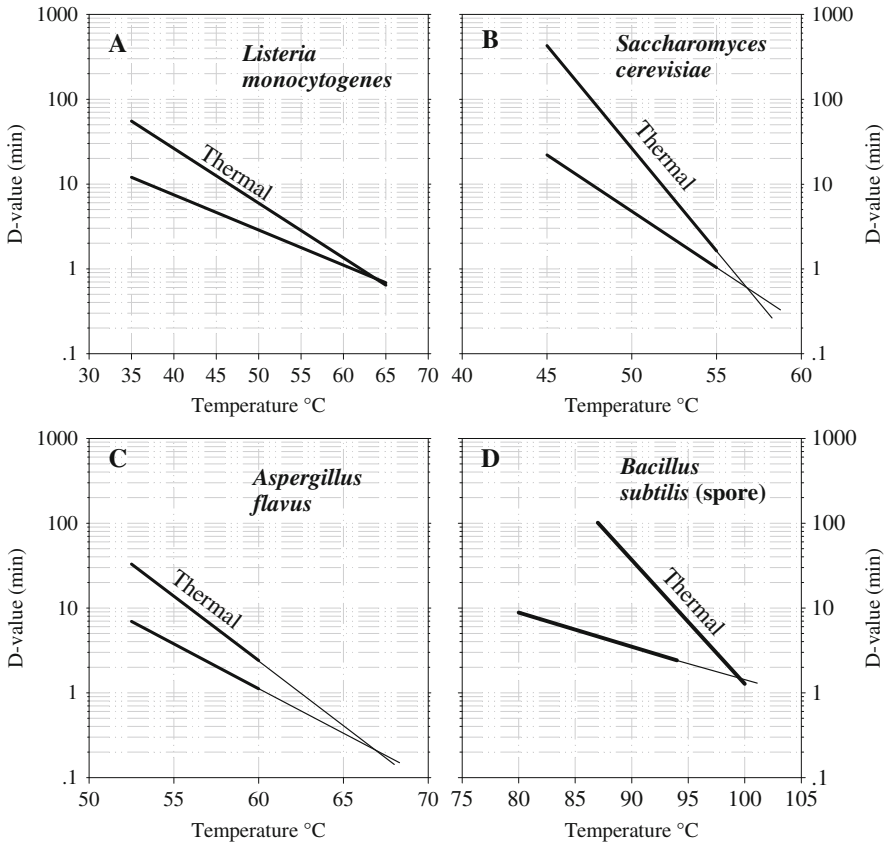 A
Listeria
monocytogenes
Thermal
1000
100
10
1
.1
D-value (min)
30 35 40 45 50 55 60 65 70
Temperature °C
B
Saccharomyces
cerevisiae
Thermal
1000
100
10
1
.1
D-value (min)
40 45 50 55 60
Temperature °C
C
Aspergillus
flavus
Thermal
1000
100
10
1
.1
D-value (min)
50 55 60 65 70
Temperature °C
D
Bacillus
subtilis (spore)
Thermal
1000
100
10
1
.1
D-value (min)
75 80 85 90 95 100 105
Temperature °C